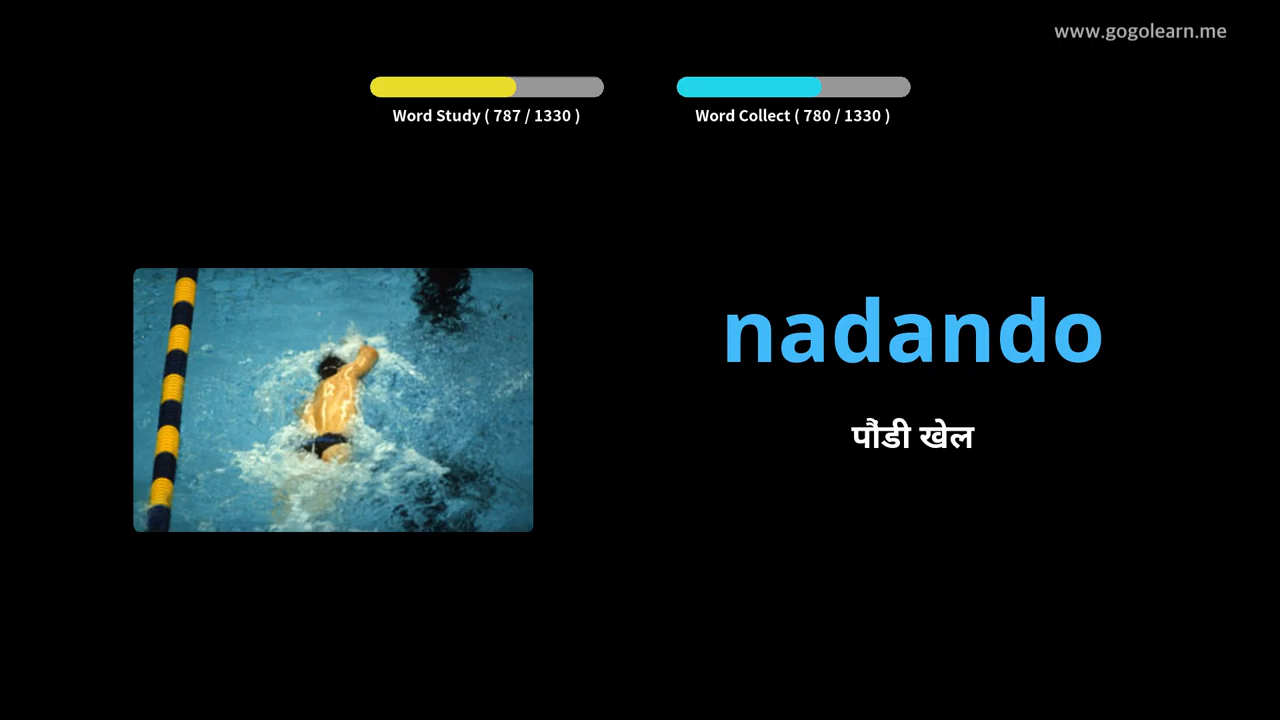 www.gogolearn.me
Word Study ( 787 / 1330 )
Word Collect ( 780 / 1330 )
nadando
पौंडी खेल